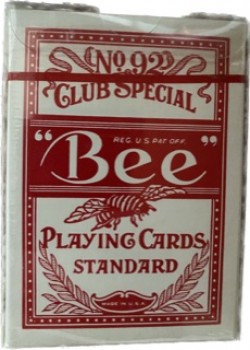 No. 92
CLUB SPECIAL
REG. U.S. PAT. OFF.
"Bee"
PLAYING CARDS
STANDARD
MADE IN U.S.A.